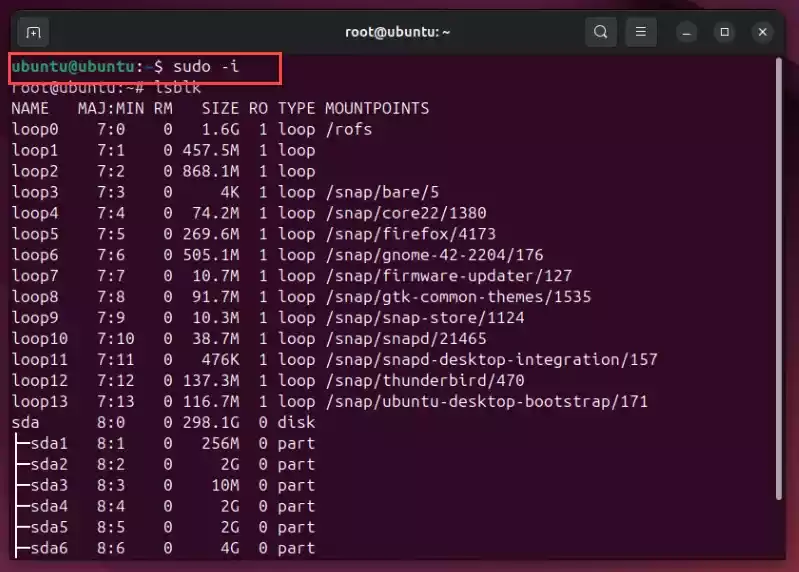 root@ubuntu: ~
ubuntu@ubuntu:~$ sudo -i
root@ubuntu:~# lsblk
NAME   MAJ:MIN RM   SIZE RO TYPE MOUNTPOINTS
loop0    7:0    0   1.6G  1 loop /rofs
loop1    7:1    0 457.5M  1 loop
loop2    7:2    0 868.1M  1 loop
loop3    7:3    0     4K  1 loop /snap/bare/5
loop4    7:4    0  74.2M  1 loop /snap/core22/1380
loop5    7:5    0 269.6M  1 loop /snap/firefox/4173
loop6    7:6    0 505.1M  1 loop /snap/gnome-42-2204/176
loop7    7:7    0  10.7M  1 loop /snap/firmware-updater/127
loop8    7:8    0  91.7M  1 loop /snap/gtk-common-themes/1535
loop9    7:9    0  10.3M  1 loop /snap/snap-store/1124
loop10   7:10   0  38.7M  1 loop /snap/snapd/21465
loop11   7:11   0   476K  1 loop /snap/snapd-desktop-integration/157
loop12   7:12   0 137.3M  1 loop /snap/thunderbird/470
loop13   7:13   0 116.7M  1 loop /snap/ubuntu-desktop-bootstrap/171
sda      8:0    0 298.1G  0 disk
├─sda1   8:1    0   256M  0 part
├─sda2   8:2    0     2G  0 part
├─sda3   8:3    0    10M  0 part
├─sda4   8:4    0     2G  0 part
├─sda5   8:5    0     2G  0 part
├─sda6   8:6    0     4G  0 part